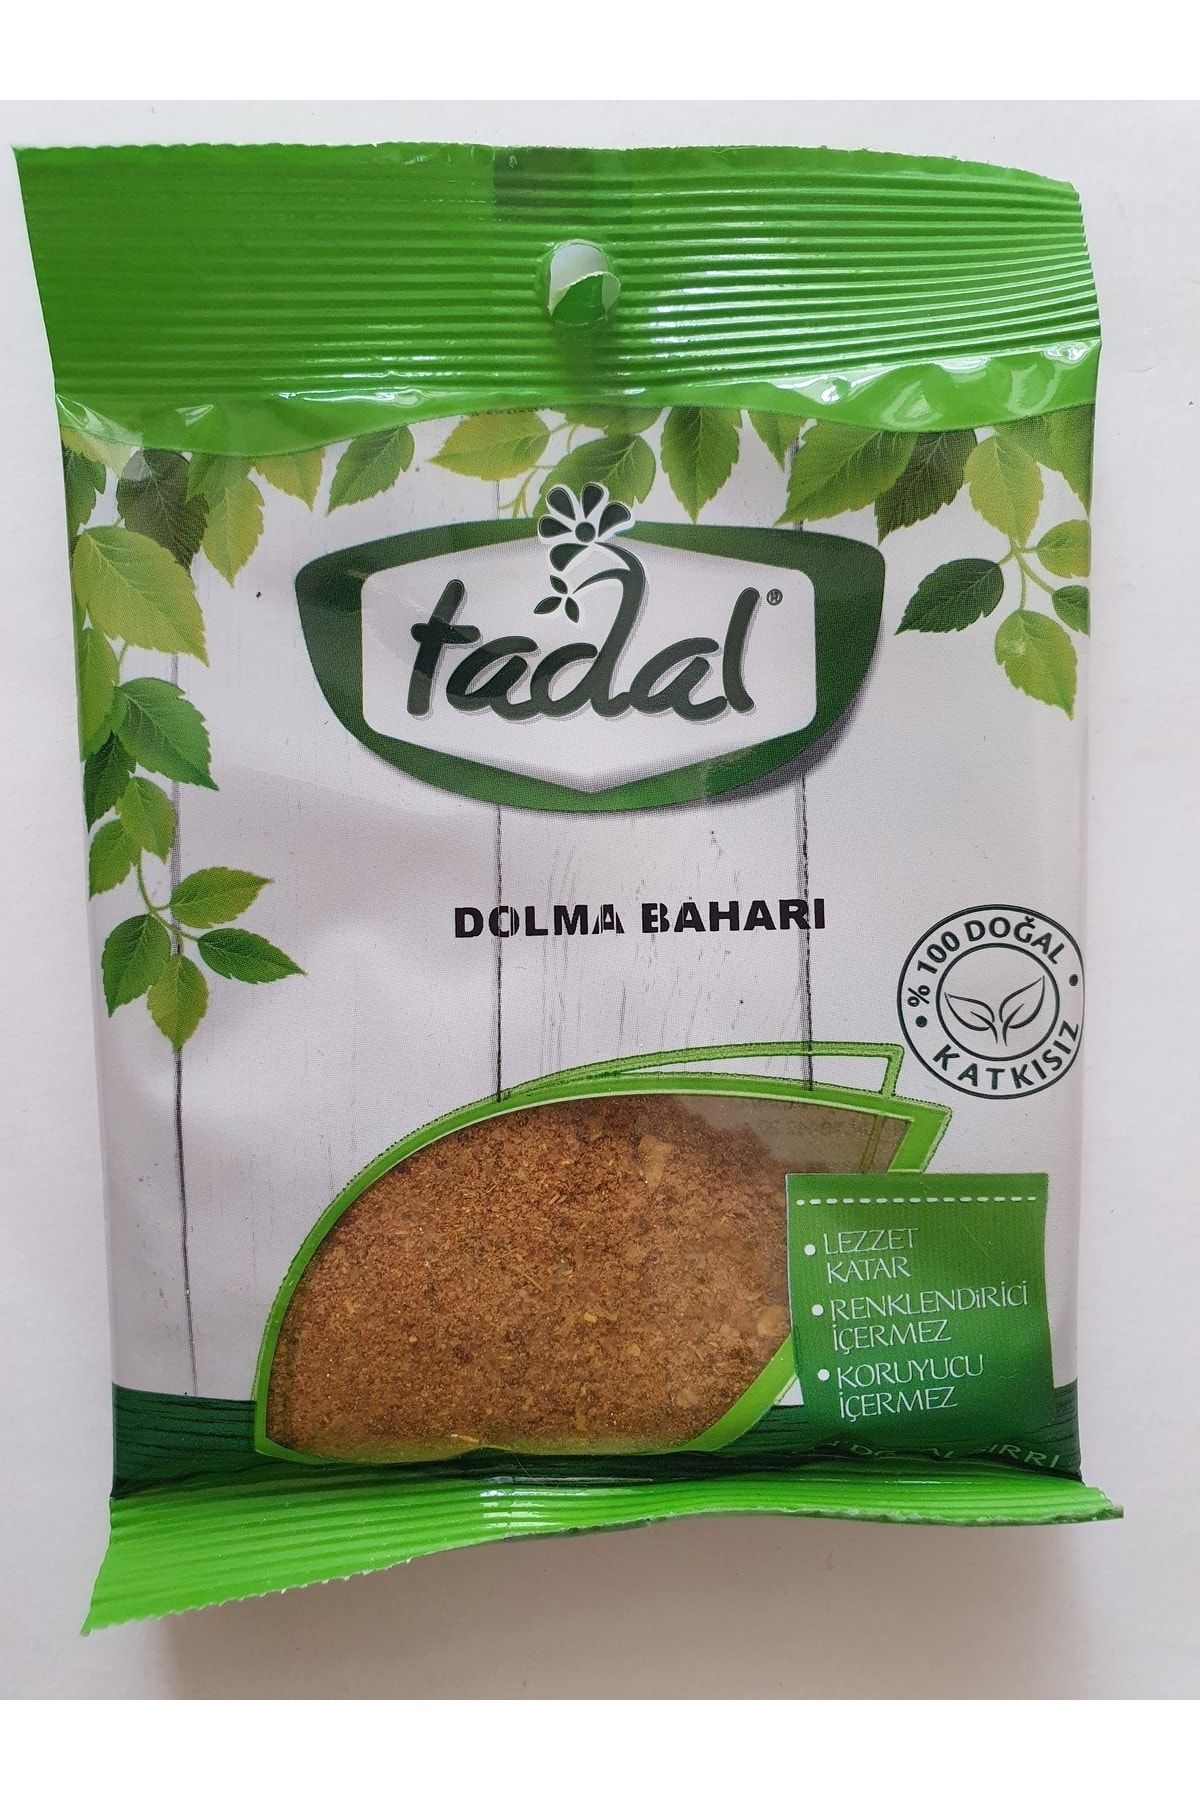 tadal®
DOLMA BAHARI
% 100 DOĞAL
KATKISIZ
• LEZZET
KATAR
• RENKLENDİRİCİ
İÇERMEZ
• KORUYUCU
İÇERMEZ